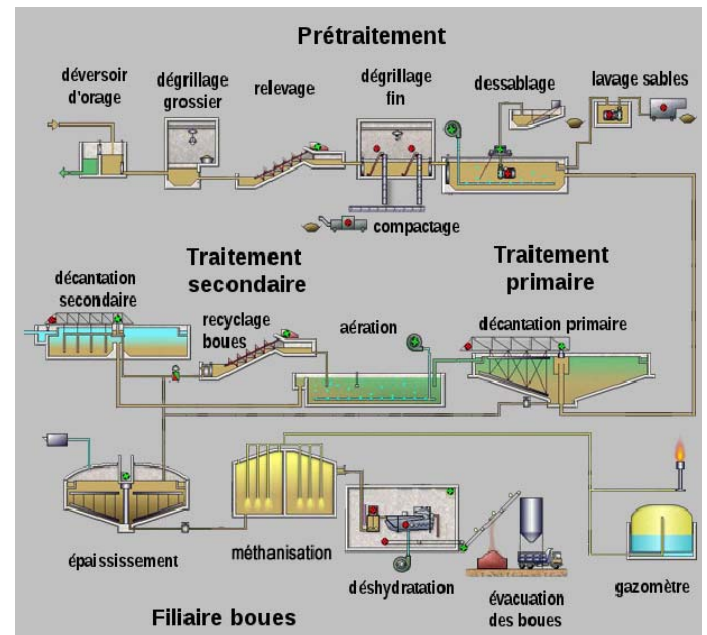 Prétraitement
déversoir
d'orage
dégrillage
grossier
relevage
dégrillage
fin
dessablage
lavage sables
compactage
Traitement
secondaire
Traitement
primaire
décantation
secondaire
recyclage
boues
aération
décantation primaire
épaississement
méthanisation
déshydratation
évacuation
des boues
gazomètre
Filiaire boues